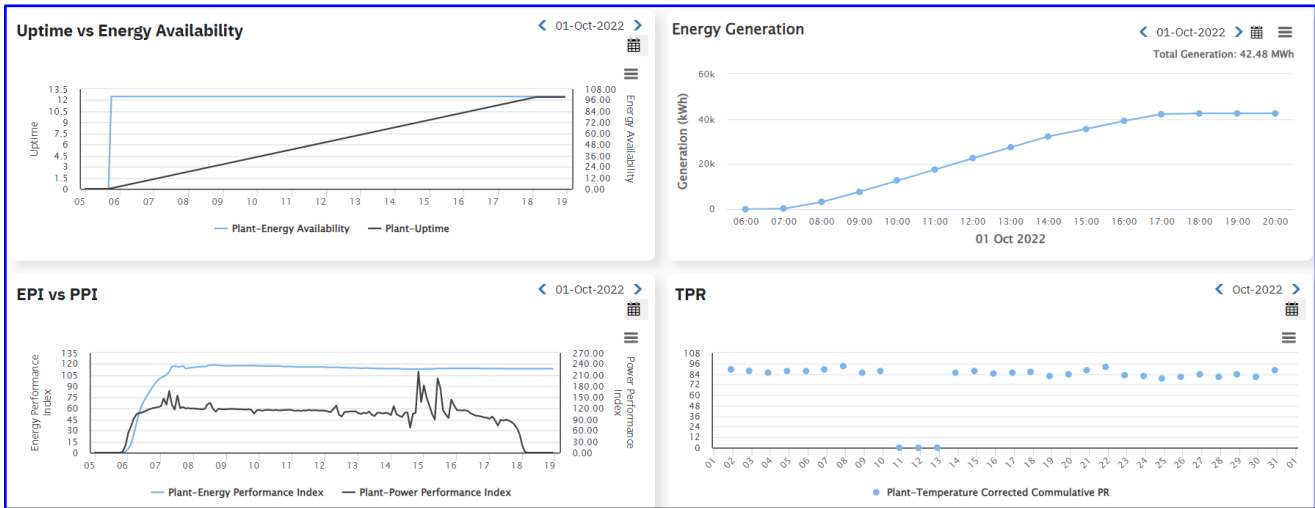 Uptime vs Energy Availability
01-Oct-2022
13.5
12
10.5
9
7.5
6
4.5
3
1.5
0
Uptime
108.00
96.00
84.00
72.00
60.00
48.00
36.00
24.00
12.00
0.00
Energy Availability
05 06 07 08 09 10 11 12 13 14 15 16 17 18 19
Plant-Energy Availability Plant-Uptime
Energy Generation
01-Oct-2022
Total Generation: 42.48 MWh
60k
40k
20k
0
Generation (kWh)
06:00 07:00 08:00 09:00 10:00 11:00 12:00 13:00 14:00 15:00 16:00 17:00 18:00 19:00 20:00
01 Oct 2022
EPI vs PPI
01-Oct-2022
135
120
105
90
75
60
45
30
15
0
Energy Performance
Index
270.00
240.00
210.00
180.00
150.00
120.00
90.00
60.00
30.00
0.00
Power Performance
Index
05 06 07 08 09 10 11 12 13 14 15 16 17 18 19
Plant-Energy Performance Index Plant-Power Performance Index
TPR
Oct-2022
108
96
84
72
60
48
36
24
12
0
01 02 03 04 05 06 07 08 09 10 11 12 13 14 15 16 17 18 19 20 21 22 23 24 25 26 27 28 29 30 31 01
Plant-Temperature Corrected Commulative PR